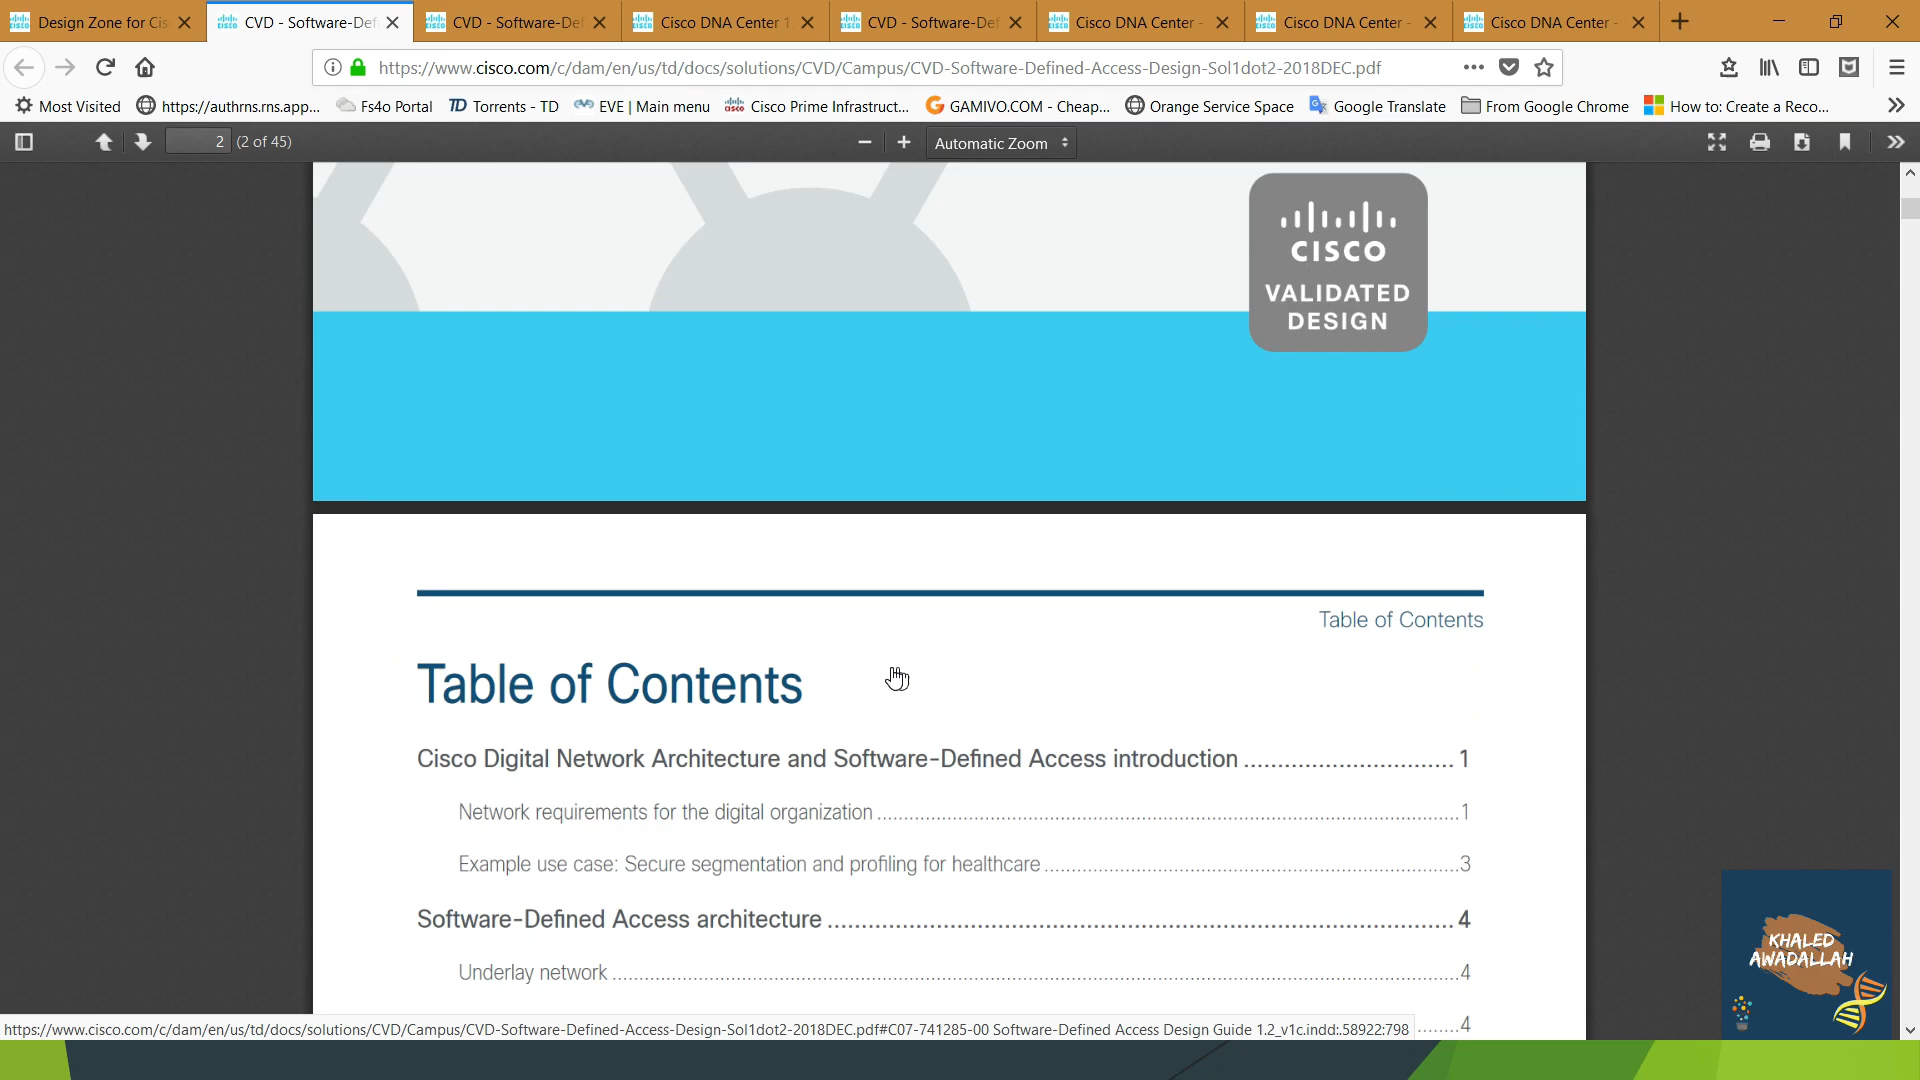 Design Zone for Cis
CVD - Software-Def
CVD - Software-Def
Cisco DNA Center 1.
CVD - Software-Def
Cisco DNA Center -
Cisco DNA Center -
Cisco DNA Center -
https://www.cisco.com/c/dam/en/us/td/docs/solutions/CVD/Campus/CVD-Software-Defined-Access-Design-Sol1dot2-2018DEC.pdf
Most Visited
https://authrns.rns.app...
Fs4o Portal
TD Torrents - TD
EVE | Main menu
Cisco Prime Infrastruct...
GAMIVO.COM - Cheap...
Orange Service Space
Google Translate
From Google Chrome
How to: Create a Reco...
2 (2 of 45)
Automatic Zoom
CISCO
VALIDATED
DESIGN
Table of Contents
Table of Contents
Cisco Digital Network Architecture and Software-Defined Access introduction ............................... 1
Network requirements for the digital organization ..........1
Example use case: Secure segmentation and profiling for healthcare ..........3
Software-Defined Access architecture .......... 4
Underlay network ..........4
..........4
https://www.cisco.com/c/dam/en/us/td/docs/solutions/CVD/Campus/CVD-Software-Defined-Access-Design-Sol1dot2-2018DEC.pdf#C07-741285-00 Software-Defined Access Design Guide 1.2_v1c.indd:.58922:798
KHALED
AWADALLAH